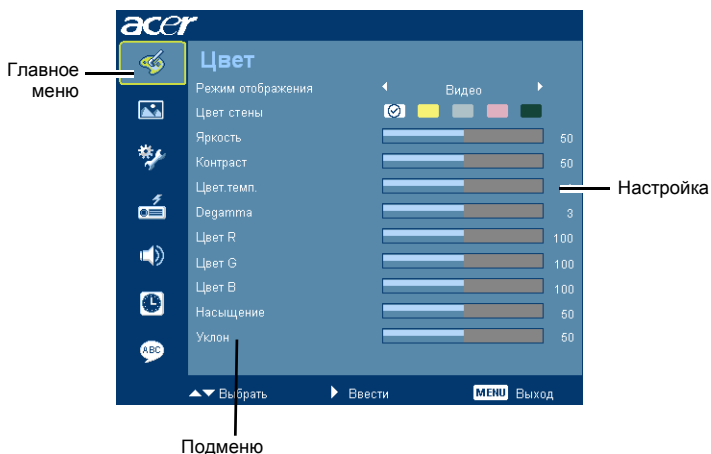 acer
Главное
меню
Цвет
Режим отображения Видео
Цвет стены
Яркость 50
Контраст 50
Цвет.темп.
Настройка
Degamma 3
Цвет R 100
Цвет G 100
Цвет B 100
Насыщение 50
Уклон 50
ABC
Выбрать Ввести MENU Выход
Подменю